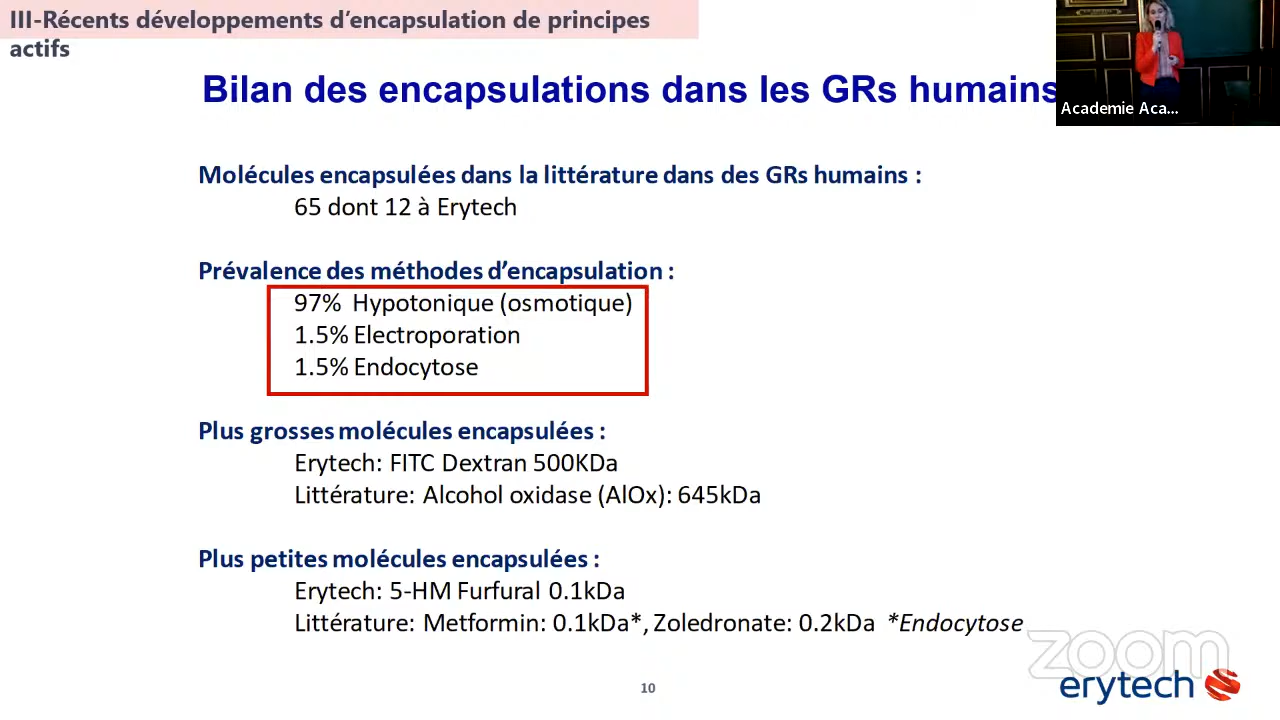 III-Récents développements d’encapsulation de principes
actifs
Bilan des encapsulations dans les GRs humains
Academie Aca...
Molécules encapsulées dans la littérature dans des GRs humains :
65 dont 12 à Erytech
Prévalence des méthodes d’encapsulation :
97% Hypotonique (osmotique)
1.5% Electroporation
1.5% Endocytose
Plus grosses molécules encapsulées :
Erytech: FITC Dextran 500KDa
Littérature: Alcohol oxidase (AlOx): 645kDa
Plus petites molécules encapsulées :
Erytech: 5-HM Furfural 0.1kDa
Littérature: Metformin: 0.1kDa*, Zoledronate: 0.2kDa *Endocytose
zoom
erytech
10